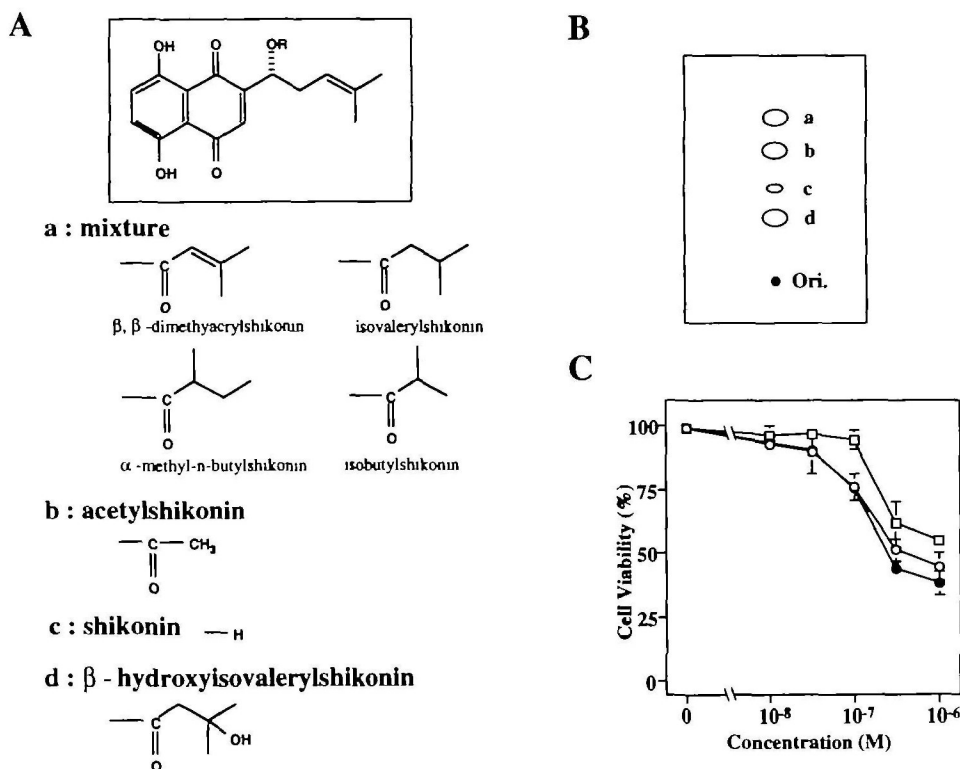 A
OH
O
OR
OH
O
a : mixture
C
O
β, β -dimethyacrylshikonin
C
O
isovalerylshikonin
C
O
α -methyl-n-butylshikonin
C
O
isobutylshikonin
b : acetylshikonin
C
CH3
O
c : shikonin
H
d : β - hydroxyisovalerylshikonin
C
OH
O
B
a
b
c
d
Ori.
C
Cell Viability (%)
100
75
50
25
0
0
10-8
10-7
10-6
Concentration (M)